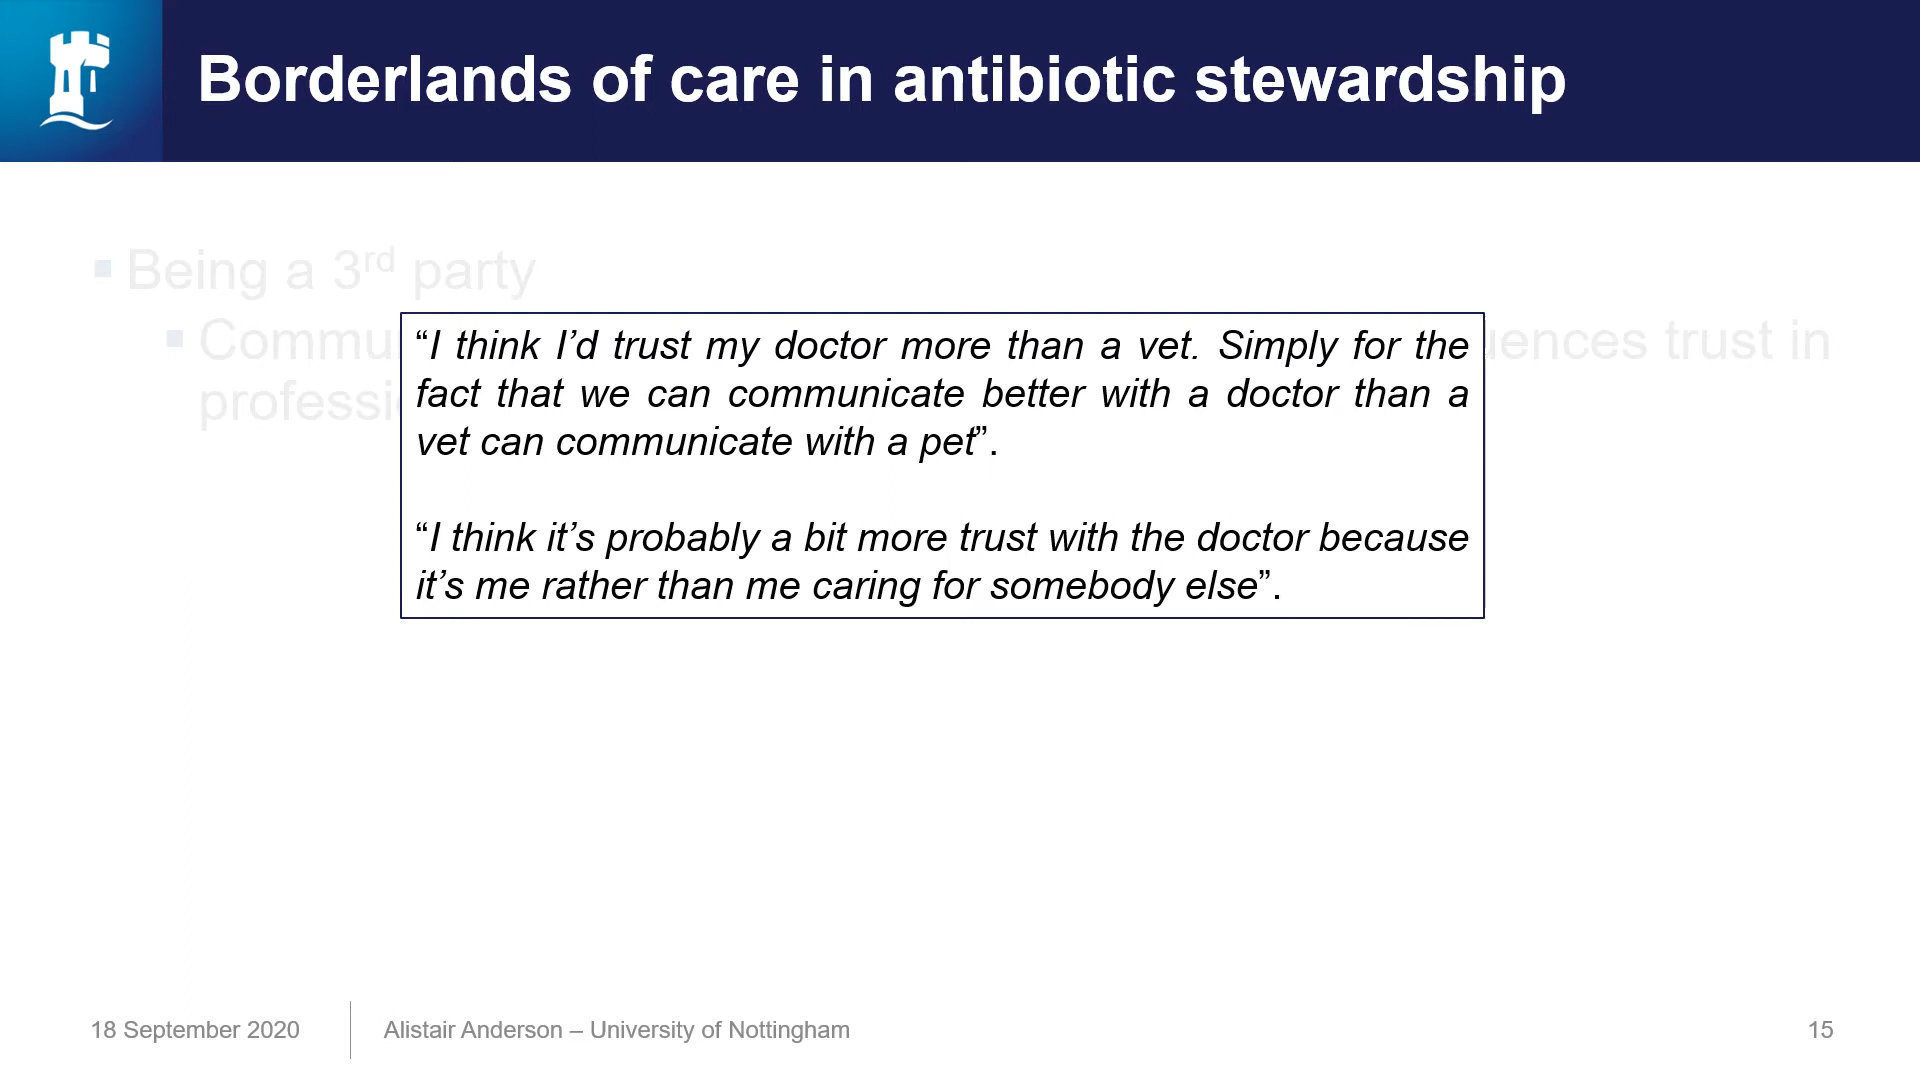 Borderlands of care in antibiotic stewardship
Being a 3rd party
“I think I’d trust my doctor more than a vet. Simply for the
fact that we can communicate better with a doctor than a
vet can communicate with a pet”.
“I think it’s probably a bit more trust with the doctor because
it’s me rather than me caring for somebody else”.
trust in
18 September 2020
Alistair Anderson – University of Nottingham
15